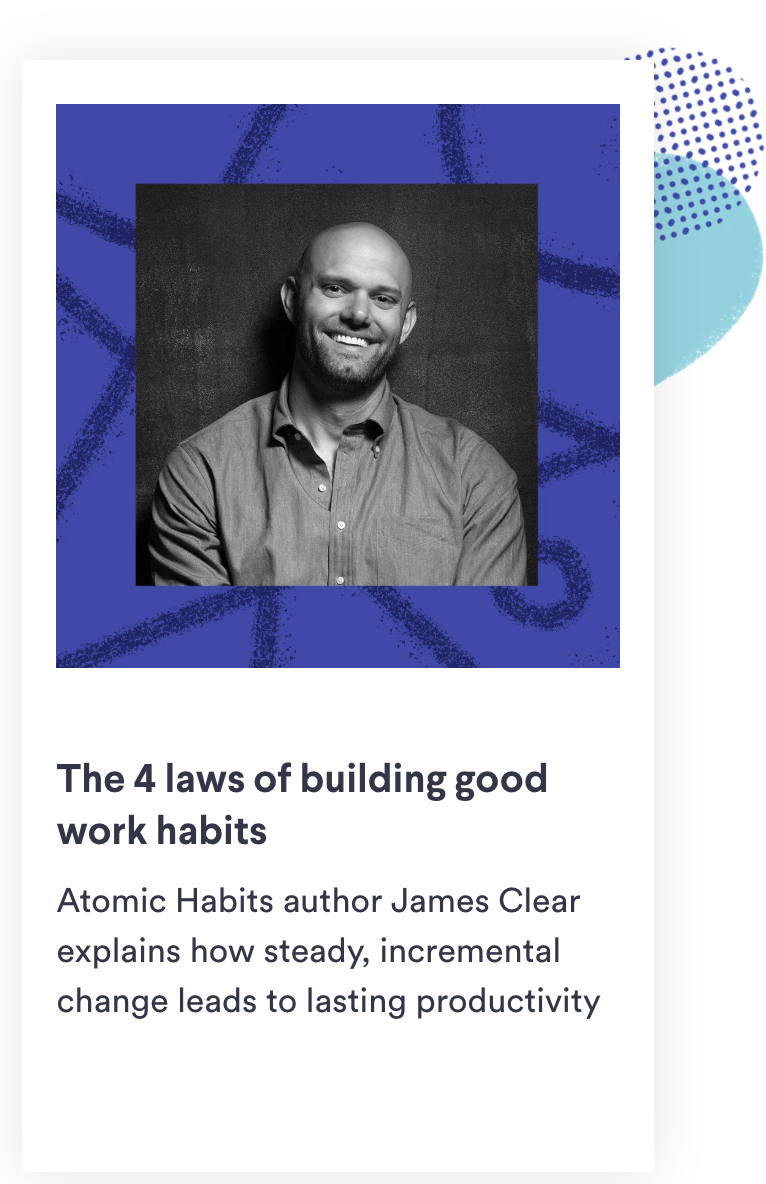 The 4 laws of building good
work habits
Atomic Habits author James Clear
explains how steady, incremental
change leads to lasting productivity